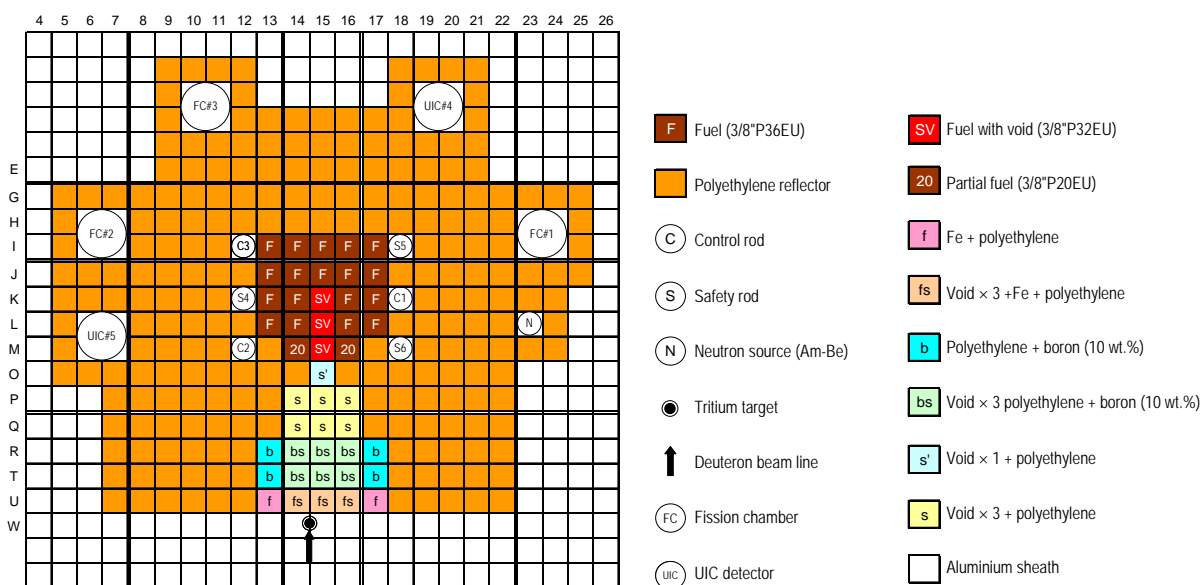 4 5 6 7 8 9 10 11 12 13 14 15 16 17 18 19 20 21 22 23 24 25 26
FC#3 UIC#4
E
G
H FC#2 FC#1
I C3 F F F F F S5
J F F F F F
K S4 F F SV F F C1
L F F SV F F N
M UIC#5 C2 20 SV 20 S6
O s'
P s s s
Q s s s
R b bs bs bs b
T b bs bs bs b
U f fs fs fs f
W
F Fuel (3/8"P36EU)
Polyethylene reflector
C Control rod
S Safety rod
N Neutron source (Am-Be)
Tritium target
Deuteron beam line
FC Fission chamber
UIC UIC detector
SV Fuel with void (3/8"P32EU)
20 Partial fuel (3/8"P20EU)
f Fe + polyethylene
fs Void × 3 +Fe + polyethylene
b Polyethylene + boron (10 wt.%)
bs Void × 3 polyethylene + boron (10 wt.%)
s' Void × 1 + polyethylene
s Void × 3 + polyethylene
Aluminium sheath